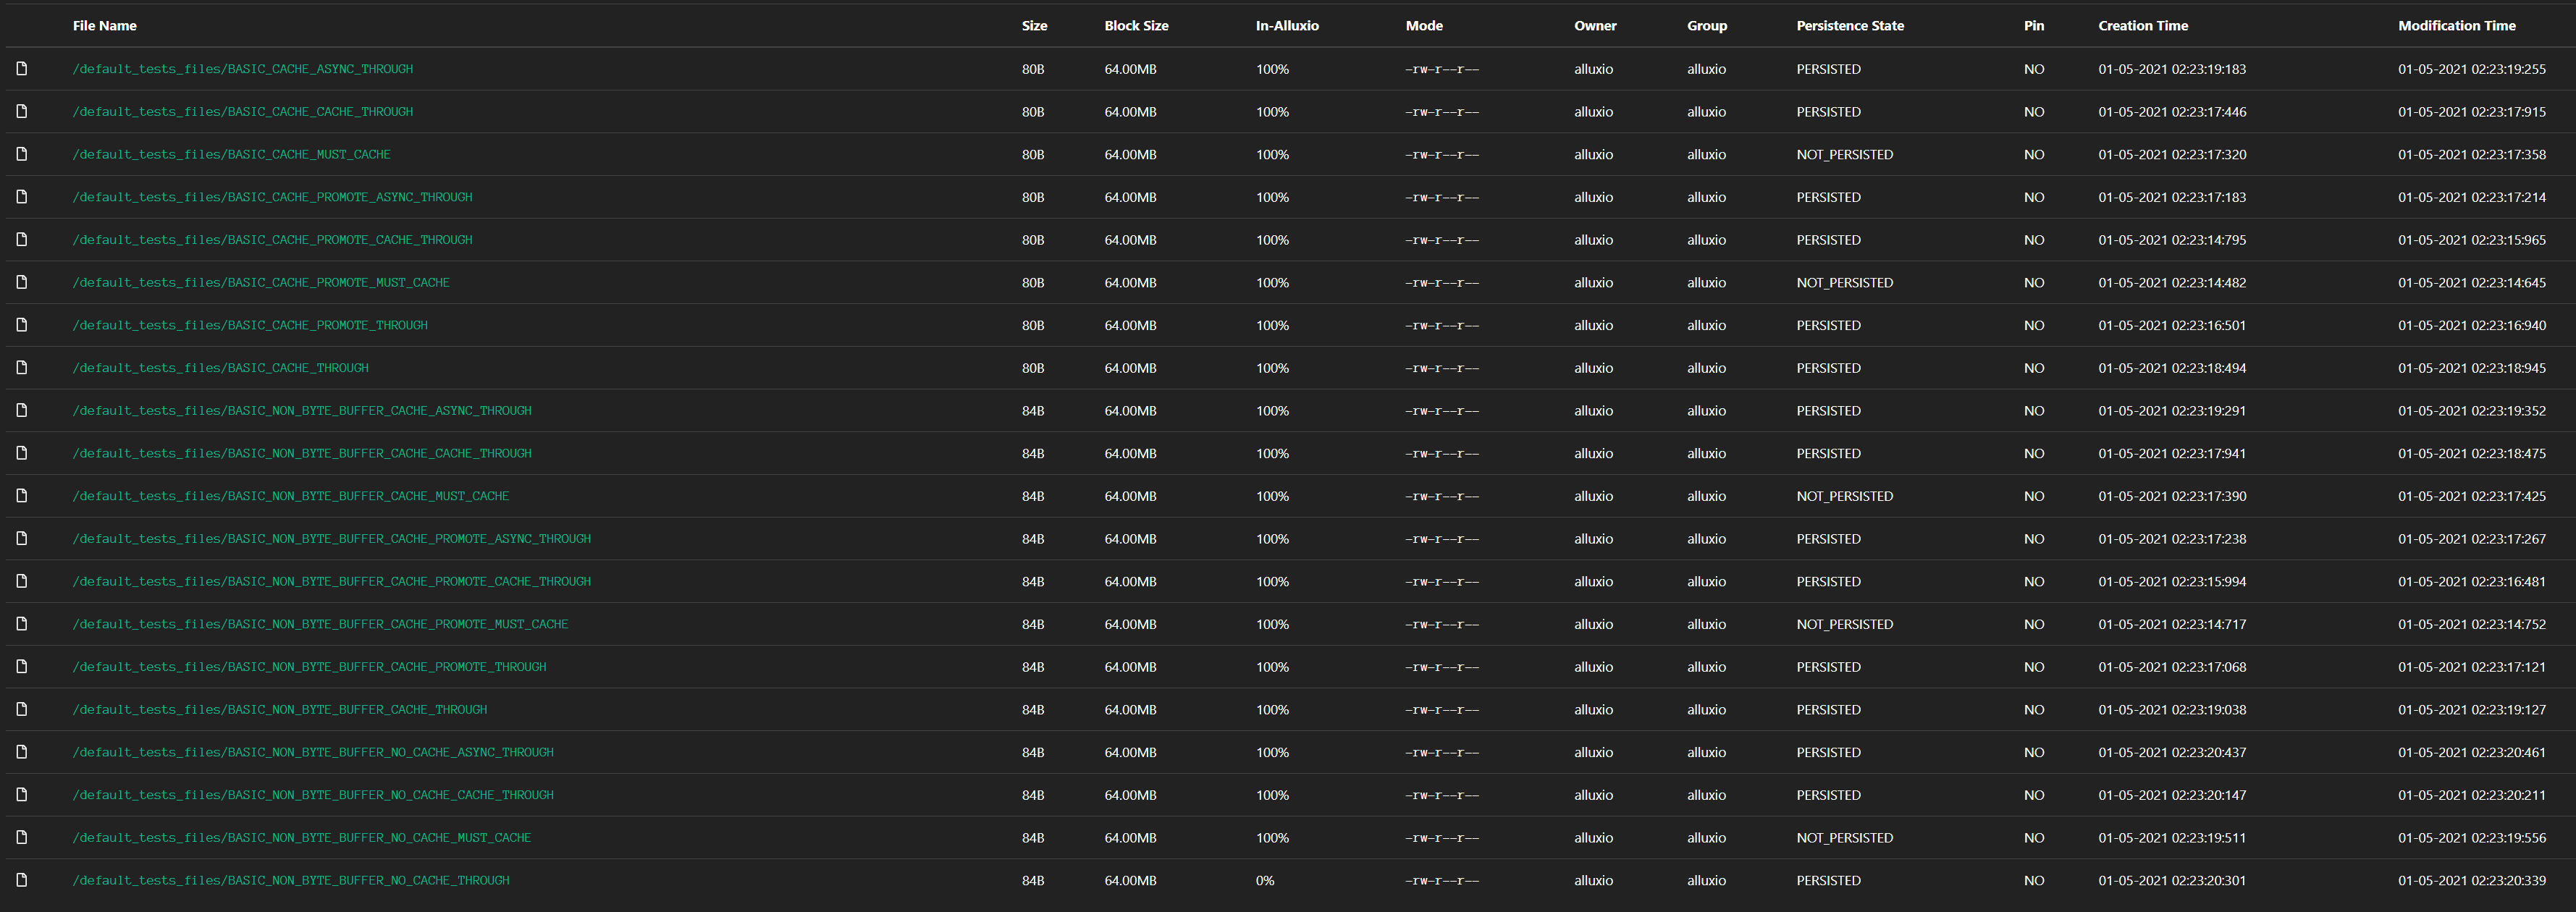 File Name Size Block Size In-Alluxio Mode Owner Group Persistence State Pin Creation Time Modification Time
/default_tests_files/BASIC_CACHE_ASYNC_THROUGH 80B 64.00MB 100% -rw-r--r-- alluxio alluxio PERSISTED NO 01-05-2021 02:23:19:183 01-05-2021 02:23:19:255
/default_tests_files/BASIC_CACHE_CACHE_THROUGH 80B 64.00MB 100% -rw-r--r-- alluxio alluxio PERSISTED NO 01-05-2021 02:23:17:446 01-05-2021 02:23:17:915
/default_tests_files/BASIC_CACHE_MUST_CACHE 80B 64.00MB 100% -rw-r--r-- alluxio alluxio NOT_PERSISTED NO 01-05-2021 02:23:17:320 01-05-2021 02:23:17:358
/default_tests_files/BASIC_CACHE_PROMOTE_ASYNC_THROUGH 80B 64.00MB 100% -rw-r--r-- alluxio alluxio PERSISTED NO 01-05-2021 02:23:17:183 01-05-2021 02:23:17:214
/default_tests_files/BASIC_CACHE_PROMOTE_CACHE_THROUGH 80B 64.00MB 100% -rw-r--r-- alluxio alluxio PERSISTED NO 01-05-2021 02:23:14:795 01-05-2021 02:23:15:965
/default_tests_files/BASIC_CACHE_PROMOTE_MUST_CACHE 80B 64.00MB 100% -rw-r--r-- alluxio alluxio NOT_PERSISTED NO 01-05-2021 02:23:14:482 01-05-2021 02:23:14:645
/default_tests_files/BASIC_CACHE_PROMOTE_THROUGH 80B 64.00MB 100% -rw-r--r-- alluxio alluxio PERSISTED NO 01-05-2021 02:23:16:501 01-05-2021 02:23:16:940
/default_tests_files/BASIC_CACHE_THROUGH 80B 64.00MB 100% -rw-r--r-- alluxio alluxio PERSISTED NO 01-05-2021 02:23:18:494 01-05-2021 02:23:18:945
/default_tests_files/BASIC_NON_BYTE_BUFFER_CACHE_ASYNC_THROUGH 84B 64.00MB 100% -rw-r--r-- alluxio alluxio PERSISTED NO 01-05-2021 02:23:19:291 01-05-2021 02:23:19:352
/default_tests_files/BASIC_NON_BYTE_BUFFER_CACHE_CACHE_THROUGH 84B 64.00MB 100% -rw-r--r-- alluxio alluxio PERSISTED NO 01-05-2021 02:23:17:941 01-05-2021 02:23:18:475
/default_tests_files/BASIC_NON_BYTE_BUFFER_CACHE_MUST_CACHE 84B 64.00MB 100% -rw-r--r-- alluxio alluxio NOT_PERSISTED NO 01-05-2021 02:23:17:390 01-05-2021 02:23:17:425
/default_tests_files/BASIC_NON_BYTE_BUFFER_CACHE_PROMOTE_ASYNC_THROUGH 84B 64.00MB 100% -rw-r--r-- alluxio alluxio PERSISTED NO 01-05-2021 02:23:17:238 01-05-2021 02:23:17:267
/default_tests_files/BASIC_NON_BYTE_BUFFER_CACHE_PROMOTE_CACHE_THROUGH 84B 64.00MB 100% -rw-r--r-- alluxio alluxio PERSISTED NO 01-05-2021 02:23:15:994 01-05-2021 02:23:16:481
/default_tests_files/BASIC_NON_BYTE_BUFFER_CACHE_PROMOTE_MUST_CACHE 84B 64.00MB 100% -rw-r--r-- alluxio alluxio NOT_PERSISTED NO 01-05-2021 02:23:14:717 01-05-2021 02:23:14:752
/default_tests_files/BASIC_NON_BYTE_BUFFER_CACHE_PROMOTE_THROUGH 84B 64.00MB 100% -rw-r--r-- alluxio alluxio PERSISTED NO 01-05-2021 02:23:17:068 01-05-2021 02:23:17:121
/default_tests_files/BASIC_NON_BYTE_BUFFER_CACHE_THROUGH 84B 64.00MB 100% -rw-r--r-- alluxio alluxio PERSISTED NO 01-05-2021 02:23:19:038 01-05-2021 02:23:19:127
/default_tests_files/BASIC_NON_BYTE_BUFFER_NO_CACHE_ASYNC_THROUGH 84B 64.00MB 100% -rw-r--r-- alluxio alluxio PERSISTED NO 01-05-2021 02:23:20:437 01-05-2021 02:23:20:461
/default_tests_files/BASIC_NON_BYTE_BUFFER_NO_CACHE_CACHE_THROUGH 84B 64.00MB 100% -rw-r--r-- alluxio alluxio PERSISTED NO 01-05-2021 02:23:20:147 01-05-2021 02:23:20:211
/default_tests_files/BASIC_NON_BYTE_BUFFER_NO_CACHE_MUST_CACHE 84B 64.00MB 100% -rw-r--r-- alluxio alluxio NOT_PERSISTED NO 01-05-2021 02:23:19:511 01-05-2021 02:23:19:556
/default_tests_files/BASIC_NON_BYTE_BUFFER_NO_CACHE_THROUGH 84B 64.00MB 0% -rw-r--r-- alluxio alluxio PERSISTED NO 01-05-2021 02:23:20:301 01-05-2021 02:23:20:339